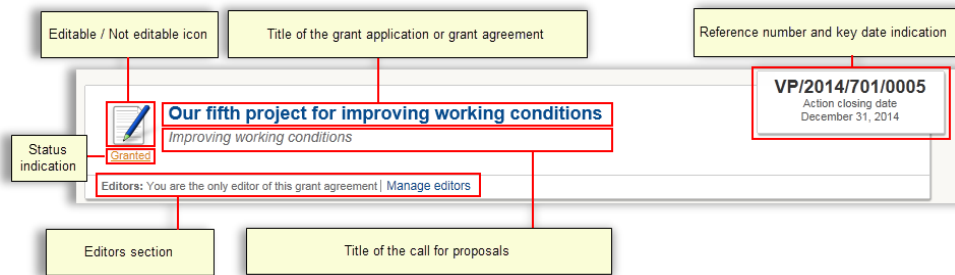 Editable / Not editable icon
Title of the grant application or grant agreement
Reference number and key date indication
VP/2014/701/0005
Action closing date
December 31, 2014
Our fifth project for improving working conditions
Improving working conditions
Status
indication
Granted
Editors: You are the only editor of this grant agreement | Manage editors
Editors section
Title of the call for proposals